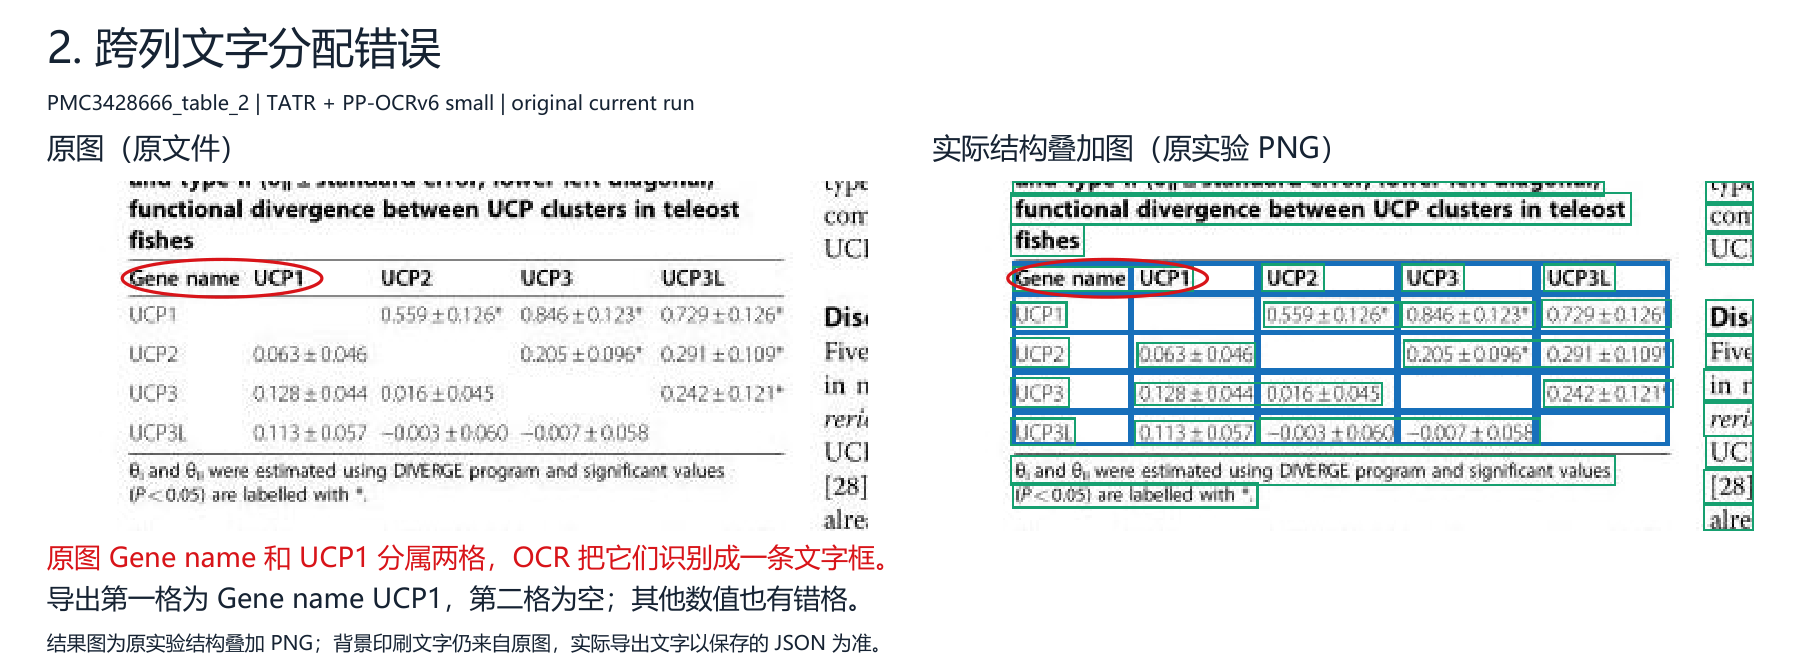 2. 跨列文字分配错误
PMC3428666_table_2 | TATR + PP-OCRv6 small | original current run
原图（原文件）
functional divergence between UCP clusters in teleost
fishes
Gene name UCP1 UCP2 UCP3 UCP3L
UCP1 0.559±0.126* 0.846±0.123* 0.729±0.126*
UCP2 0.063±0.046 0.205±0.096* 0.291±0.109*
UCP3 0.128±0.044 0.016±0.045 0.242±0.121*
UCP3L 0.113±0.057 −0.003±0.060 −0.007±0.058
θI and θII were estimated using DIVERGE program and significant values
(P<0.05) are labelled with *.
com
UCI
Dis
Five
in
reri
UC
[28]
alre
实际结构叠加图（原实验 PNG）
functional divergence between UCP clusters in teleost
fishes
Gene name UCP1 UCP2 UCP3 UCP3L
UCP1 0.559±0.126* 0.846±0.123* 0.729±0.126*
UCP2 0.063±0.046 0.205±0.096* 0.291±0.109*
UCP3 0.128±0.044 0.016±0.045 0.242±0.121*
UCP3L 0.113±0.057 −0.003±0.060 −0.007±0.058
θI and θII were estimated using DIVERGE program and significant values
(P<0.05) are labelled with *.
com
UCI
Dis
Five
in
reri
UC
[28]
alre
原图 Gene name 和 UCP1 分属两格，OCR 把它们识别成一条文字框。
导出第一格为 Gene name UCP1，第二格为空；其他数值也有错格。
结果图为原实验结构叠加 PNG；背景印刷文字仍来自原图，实际导出文字以保存的 JSON 为准。